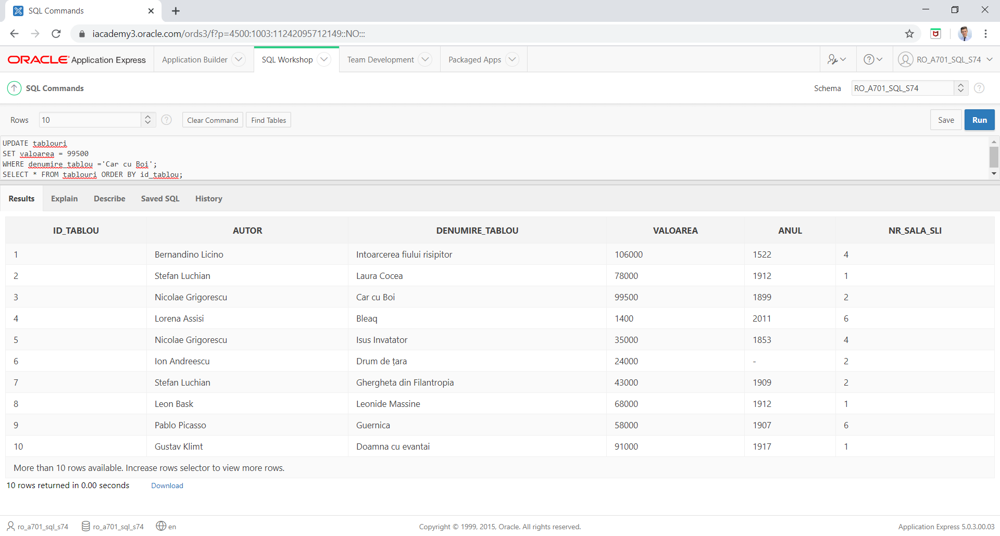 SQL Commands
iacademy3.oracle.com/ords3/f?p=4500:1003:11242095712149::NO:::
ORACLE Application Express Application Builder SQL Workshop Team Development Packaged Apps RO_A701_SQL_S74
SQL Commands Schema RO_A701_SQL_S74
Rows 10 Clear Command Find Tables Save Run
UPDATE tablouri
SET valoarea = 99500
WHERE denumire_tablou ='Car cu Boi';
SELECT * FROM tablouri ORDER BY id_tablou;
Results Explain Describe Saved SQL History
ID_TABLOU AUTOR DENUMIRE_TABLOU VALOAREA ANUL NR_SALA_SLI
1 Bernandino Licino Intoarcerea fiului risipitor 106000 1522 4
2 Stefan Luchian Laura Cocea 78000 1912 1
3 Nicolae Grigorescu Car cu Boi 99500 1899 2
4 Lorena Assisi Bleaq 1400 2011 6
5 Nicolae Grigorescu Isus Invatator 35000 1853 4
6 Ion Andreescu Drum de țara 24000 - 2
7 Stefan Luchian Ghergheta din Filantropia 43000 1909 2
8 Leon Bask Leonide Massine 68000 1912 1
9 Pablo Picasso Guernica 58000 1907 6
10 Gustav Klimt Doamna cu evantai 91000 1917 1
More than 10 rows available. Increase rows selector to view more rows.
10 rows returned in 0.00 seconds Download
ro_a701_sql_s74 ro_a701_sql_s74 en Copyright © 1999, 2015, Oracle. All rights reserved. Application Express 5.0.3.00.03